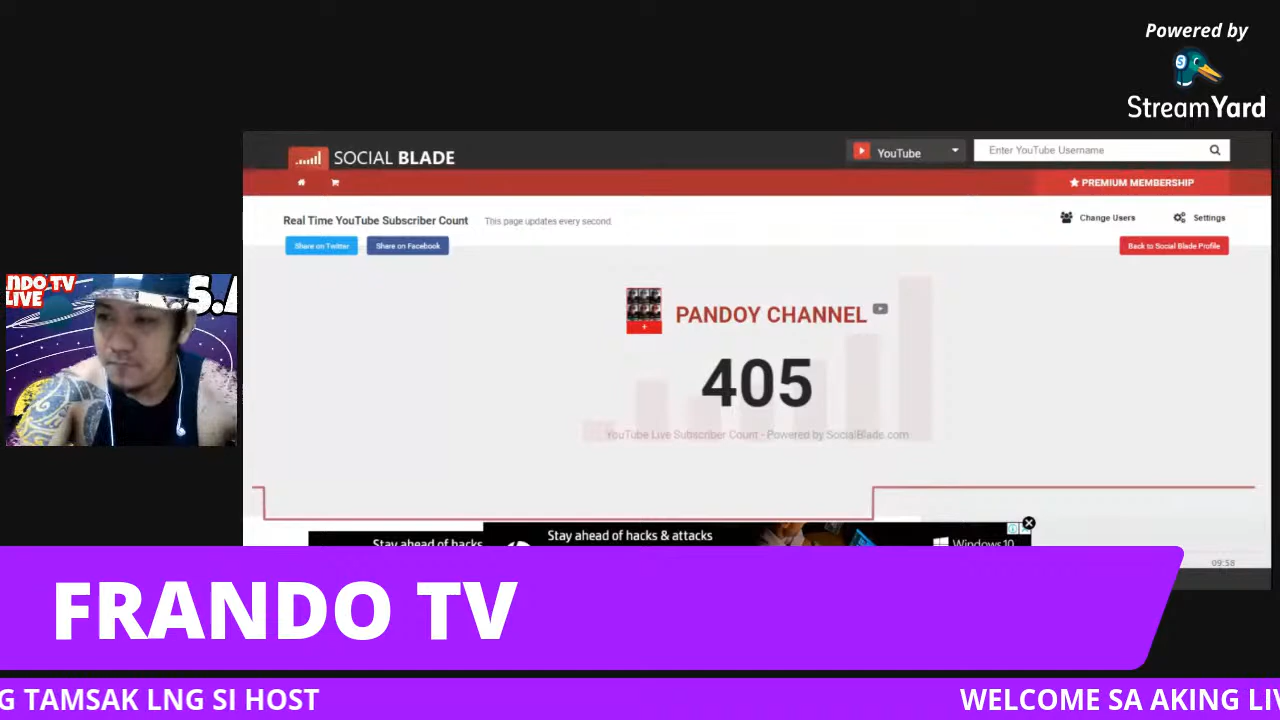 Powered by
StreamYard
SOCIAL BLADE
YouTube
Enter YouTube Username
PREMIUM MEMBERSHIP
Real Time YouTube Subscriber Count
This page updates every second
Change Users
Settings
Share on Twitter
Share on Facebook
Back to Social Blade Profile
NDO TV
LIVE
S.
PANDOY CHANNEL
405
YouTube Live Subscriber Count - Powered by SocialBlade.com
Stay ahead of hacks
Stay ahead of hacks & attacks
Windows 10
09:58
FRANDO TV
G TAMSAK LNG SI HOST
WELCOME SA AKING LIV